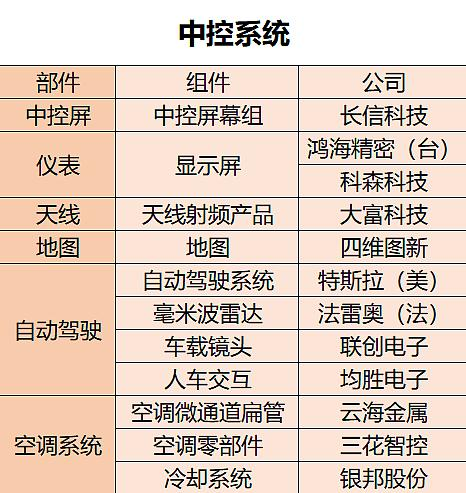 中控系统
部件 组件 公司
中控屏 中控屏幕组 长信科技
仪表 显示屏 鸿海精密（台）
科森科技
天线 天线射频产品 大富科技
地图 地图 四维图新
自动驾驶 自动驾驶系统 特斯拉（美）
毫米波雷达 法雷奥（法）
车载镜头 联创电子
人车交互 均胜电子
空调系统 空调微通道扁管 云海金属
空调零部件 三花智控
冷却系统 银邦股份